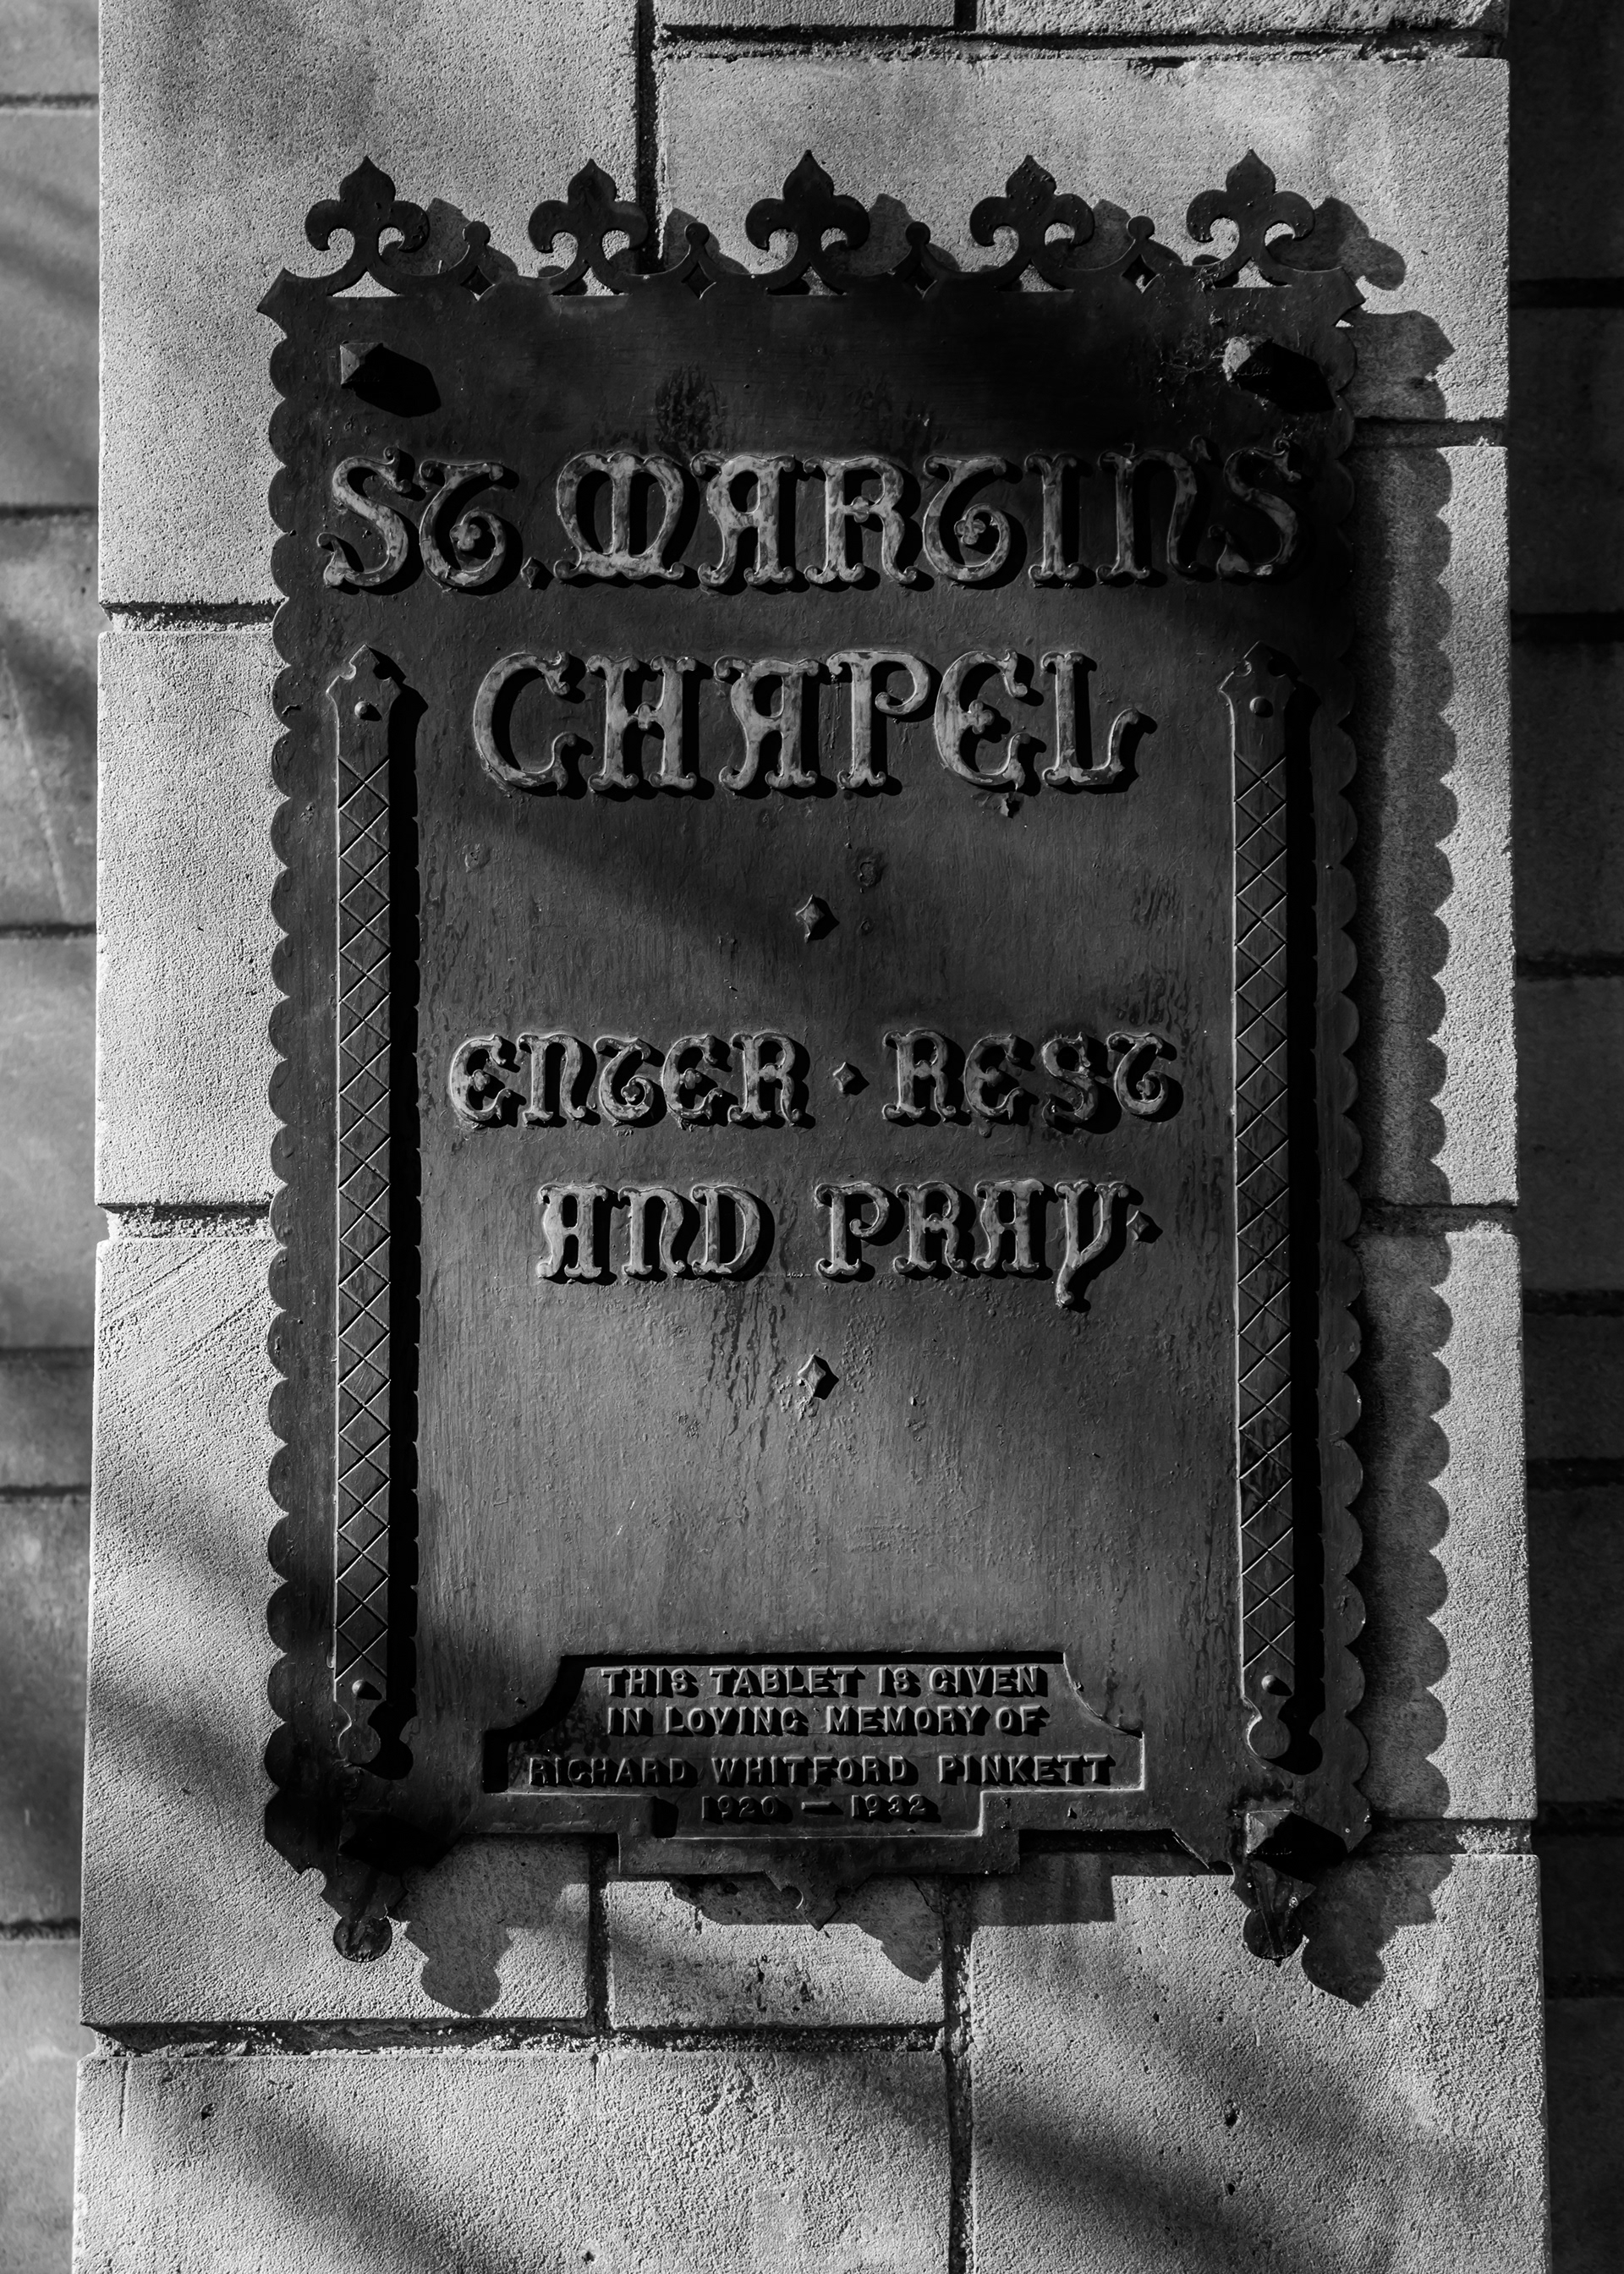 ST. MARTIN'S
CHAPEL
ENTER · REST
AND PRAY ·
THIS TABLET IS GIVEN
IN LOVING MEMORY OF
RICHARD WHITFORD PINKETT
1920 — 1932